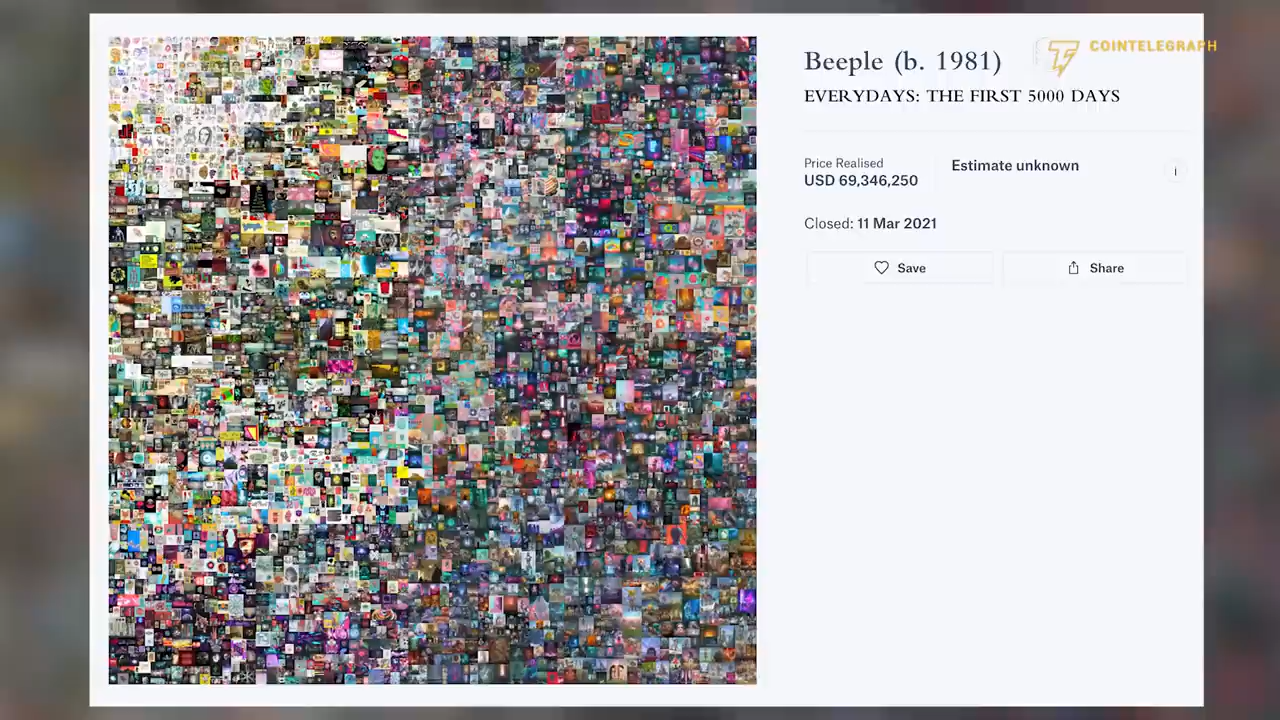 COINTELEGRAPH
Beeple (b. 1981)
EVERYDAYS: THE FIRST 5000 DAYS
Price Realised
USD 69,346,250
Estimate unknown
i
Closed: 11 Mar 2021
Save
Share